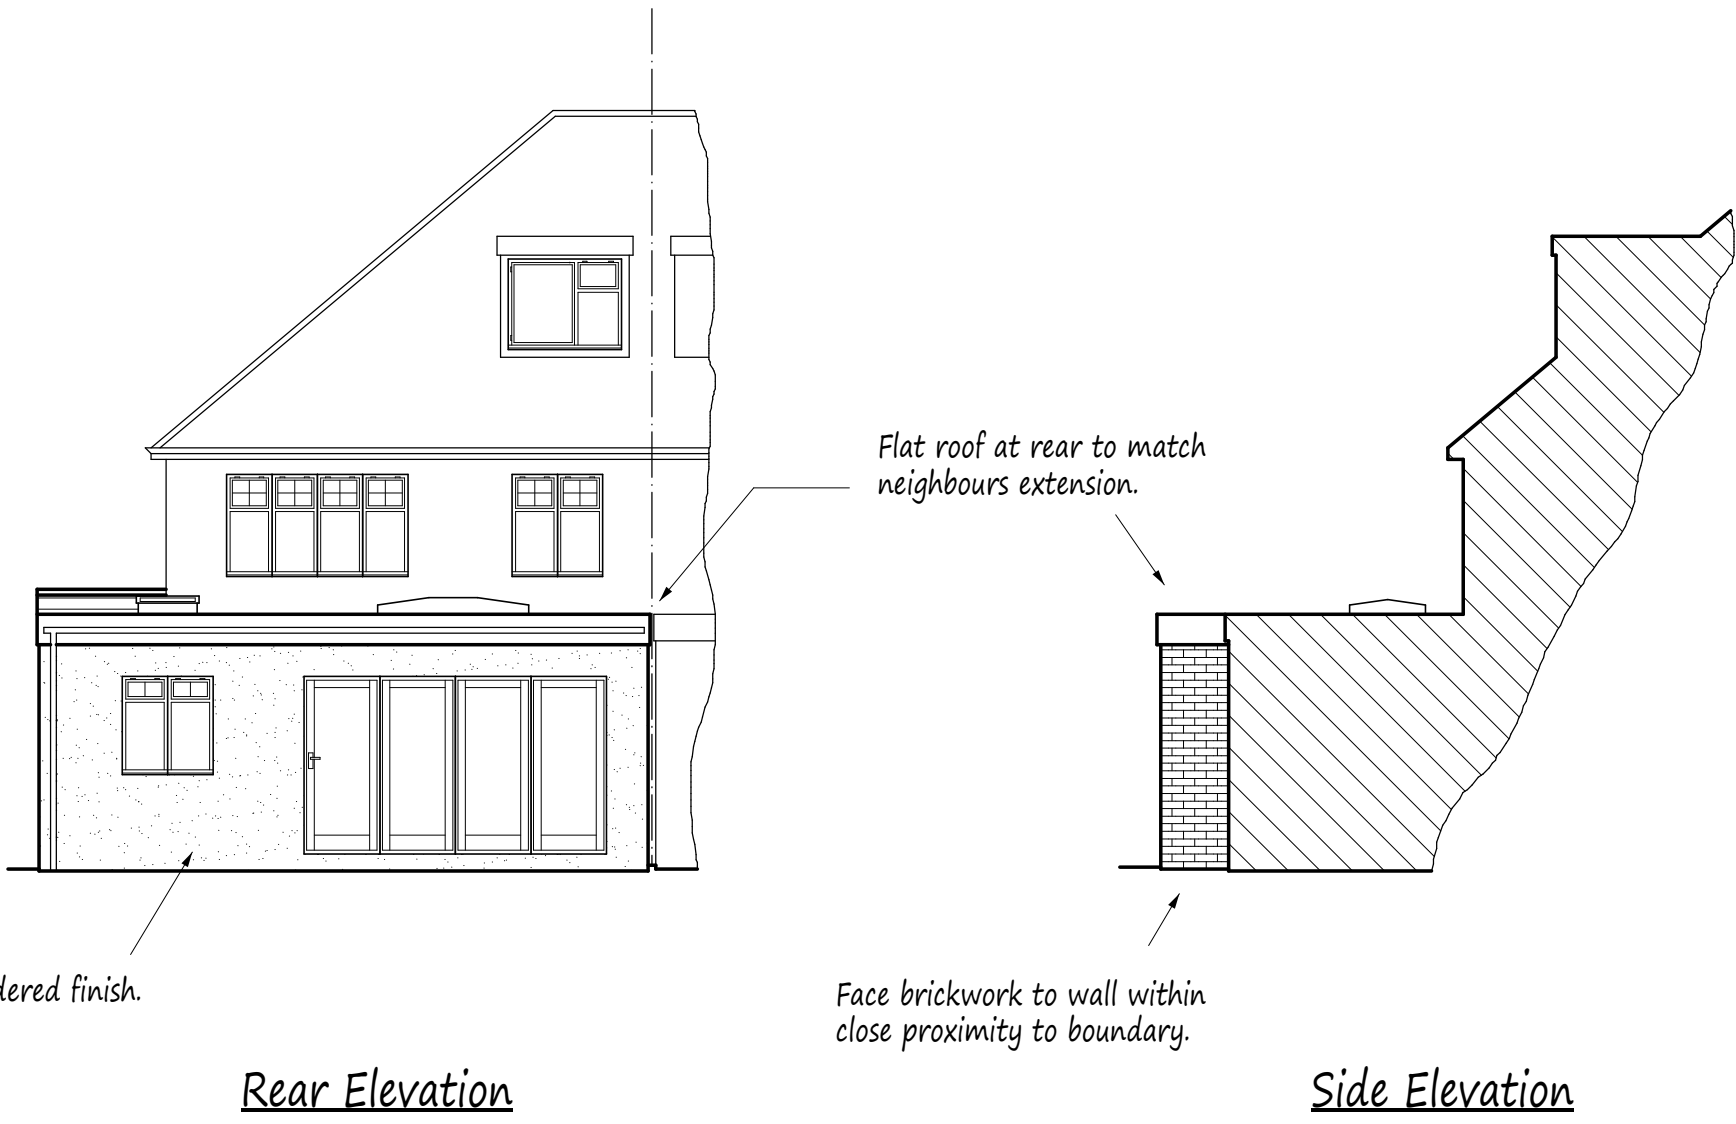 Flat roof at rear to match
neighbours extension.
finish.
Face brickwork to wall within
close proximity to boundary.
Rear Elevation
Side Elevation